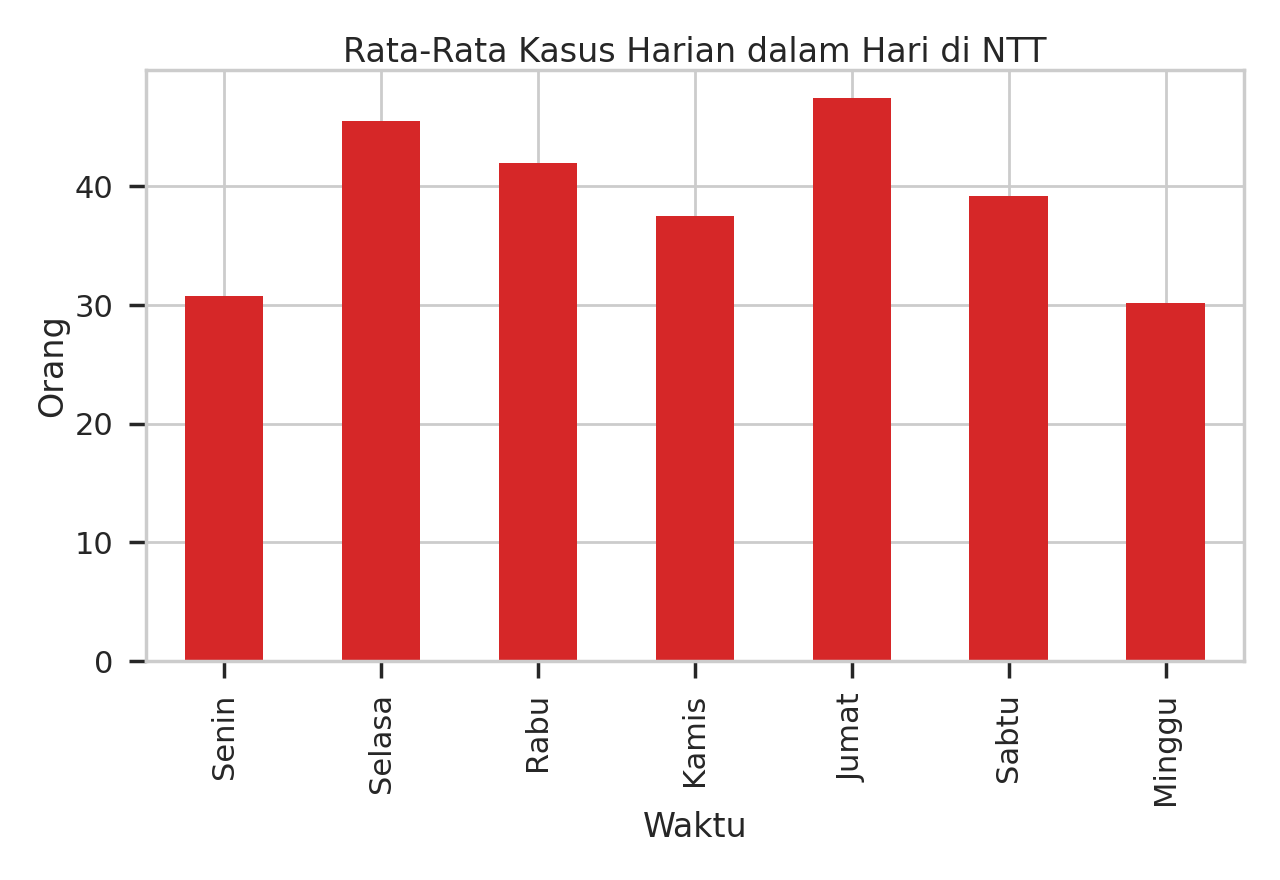 Rata-Rata Kasus Harian dalam Hari di NTT
Orang
40
30
20
10
0
Senin
Selasa
Rabu
Kamis
Jumat
Sabtu
Minggu
Waktu